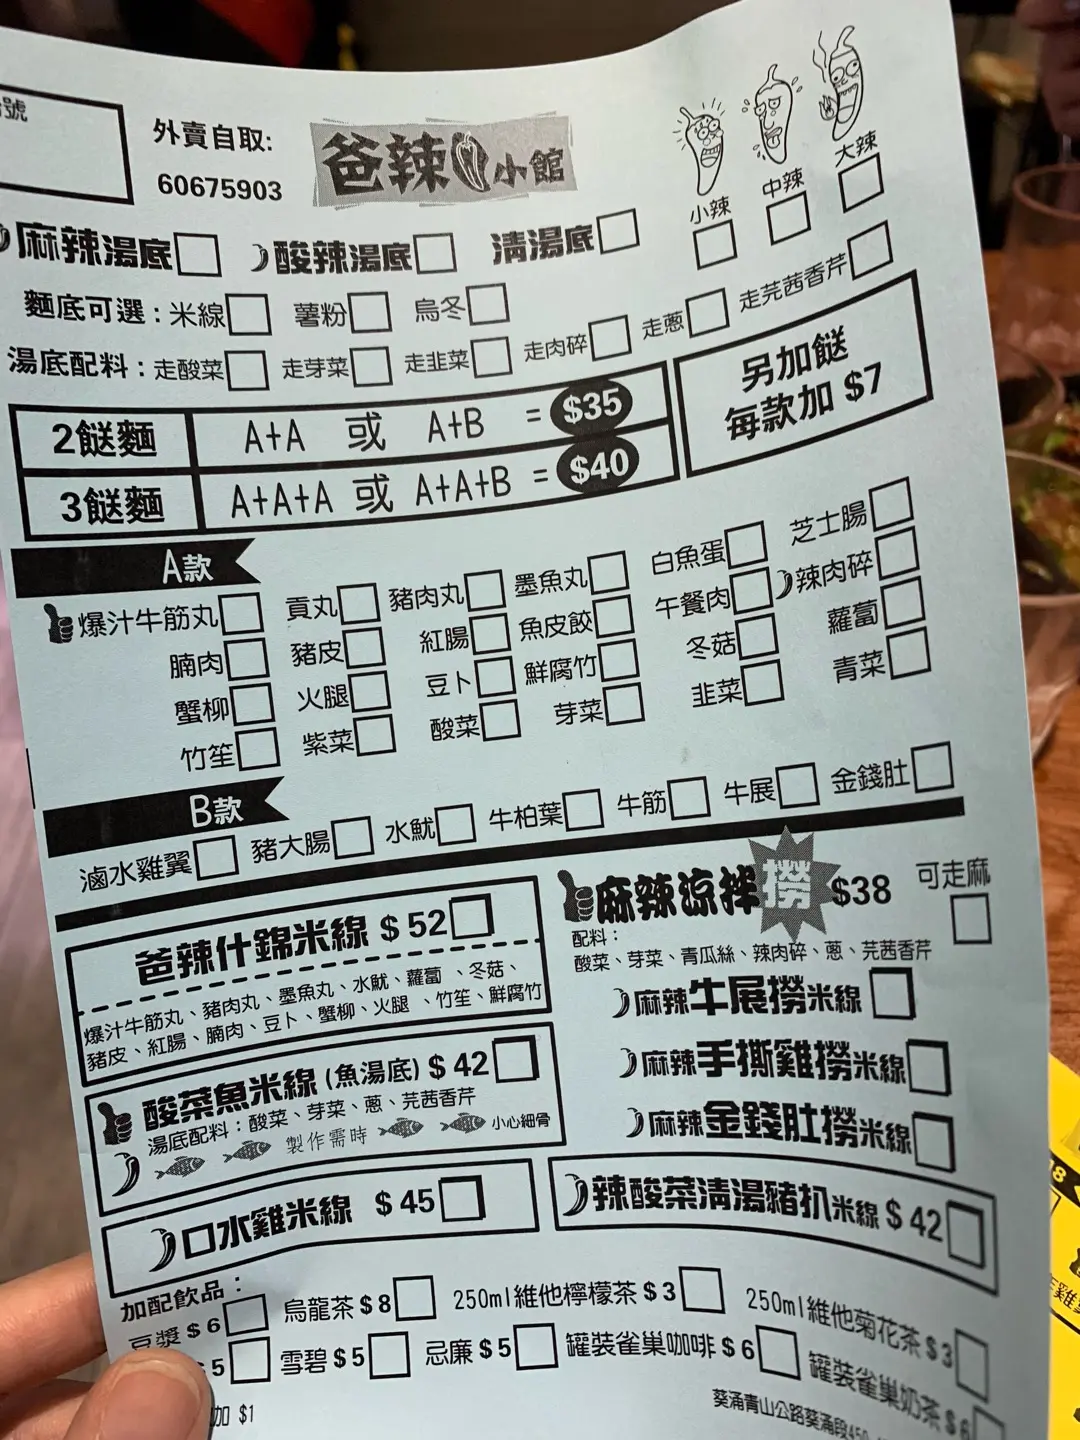 號
外賣自取:
60675903
爸辣小館
小辣 中辣 大辣
麻辣湯底 酸辣湯底 清湯底
麵底可選：米線 薯粉 烏冬
湯底配料：走酸菜 走芽菜 走韭菜 走肉碎 走蔥 走芫茜香芹
2餸麵 A+A 或 A+B = $35
3餸麵 A+A+A 或 A+A+B = $40
另加餸
每款加 $7
A款
爆汁牛筋丸 貢丸 豬肉丸 墨魚丸 白魚蛋 芝士腸
腩肉 豬皮 紅腸 魚皮餃 午餐肉 辣肉碎
蟹柳 火腿 豆卜 鮮腐竹 冬菇 蘿蔔
竹笙 紫菜 酸菜 芽菜 韭菜 青菜
B款
滷水雞翼 豬大腸 水魷 牛柏葉 牛筋 牛展 金錢肚
爸辣什錦米線 $52
爆汁牛筋丸、豬肉丸、墨魚丸、水魷、蘿蔔、冬菇、
豬皮、紅腸、腩肉、豆卜、蟹柳、火腿、竹笙、鮮腐竹
酸菜魚米線(魚湯底) $42
湯底配料：酸菜、芽菜、蔥、芫茜香芹
製作需時 小心細骨
口水雞米線 $45
麻辣涼拌撈 $38 可走麻
配料：
酸菜、芽菜、青瓜絲、辣肉碎、蔥、芫茜香芹
麻辣牛展撈米線
麻辣手撕雞撈米線
麻辣金錢肚撈米線
辣酸菜清湯豬扒米線 $42
加配飲品：
豆漿 $6 烏龍茶 $8 250ml維他檸檬茶 $3 250ml維他菊花茶 $3
$5 雪碧 $5 忌廉 $5 罐裝雀巢咖啡 $6 罐裝雀巢奶茶 $6
加 $1
葵涌青山公路葵涌段450